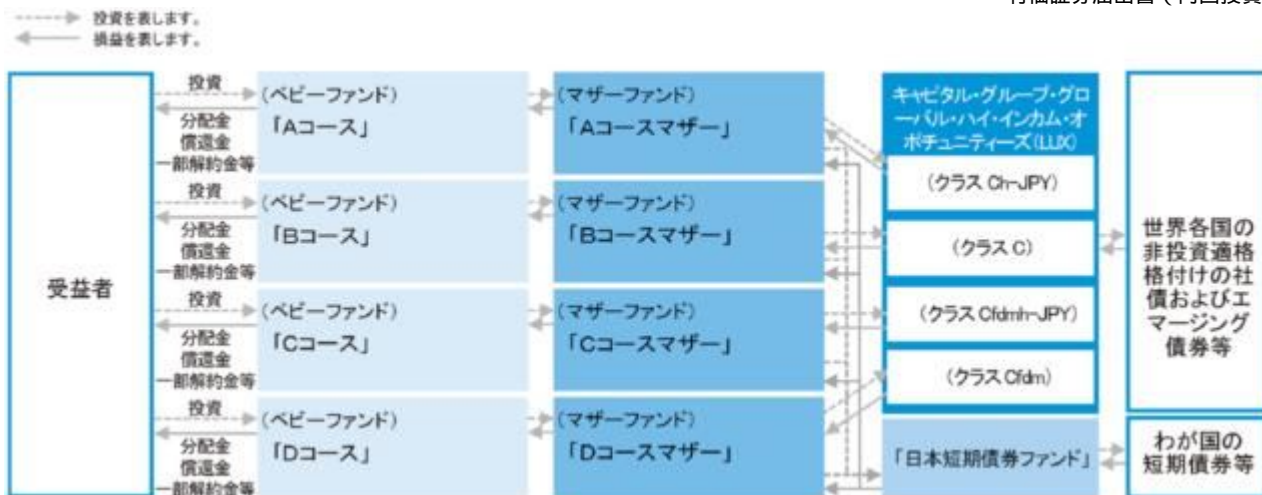 有価証券届出書（内国投資
投資を表します。
損益を表します。
受益者
投資
分配金
償還金
一部解約金等
投資
分配金
償還金
一部解約金等
投資
分配金
償還金
一部解約金等
投資
分配金
償還金
一部解約金等
（ベビーファンド）
「Aコース」
（ベビーファンド）
「Bコース」
（ベビーファンド）
「Cコース」
（ベビーファンド）
「Dコース」
（マザーファンド）
「Aコースマザー」
（マザーファンド）
「Bコースマザー」
（マザーファンド）
「Cコースマザー」
（マザーファンド）
「Dコースマザー」
キャピタル・グループ・グロ
ーバル・ハイ・インカム・オ
ポチュニティーズ(LUX)
（クラス Ch-JPY）
（クラス C）
（クラス Cfdmh-JPY）
（クラス Cfdm）
「日本短期債券ファンド」
世界各国の
非投資適格
格付けの社
債およびエ
マージング
債券等
わが国の
短期債券等